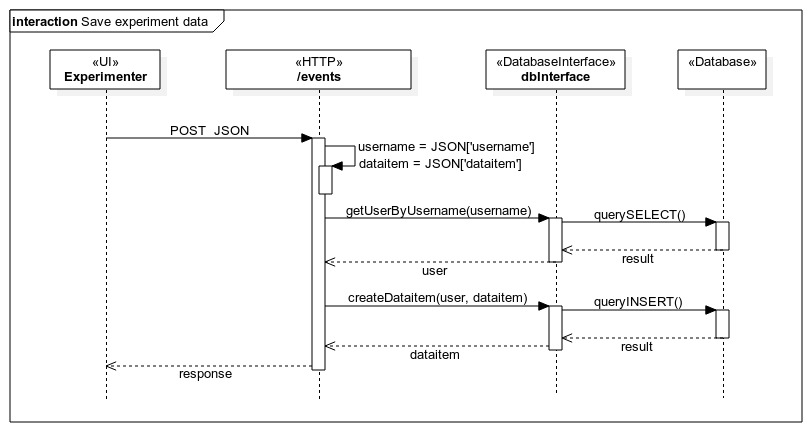 interaction Save experiment data
«UI»
Experimenter
«HTTP»
/events
«DatabaseInterface»
dbInterface
«Database»
POST JSON
username = JSON['username']
dataitem = JSON['dataitem']
getUserByUsername(username)
querySELECT()
result
user
createDataitem(user, dataitem)
queryINSERT()
result
dataitem
response